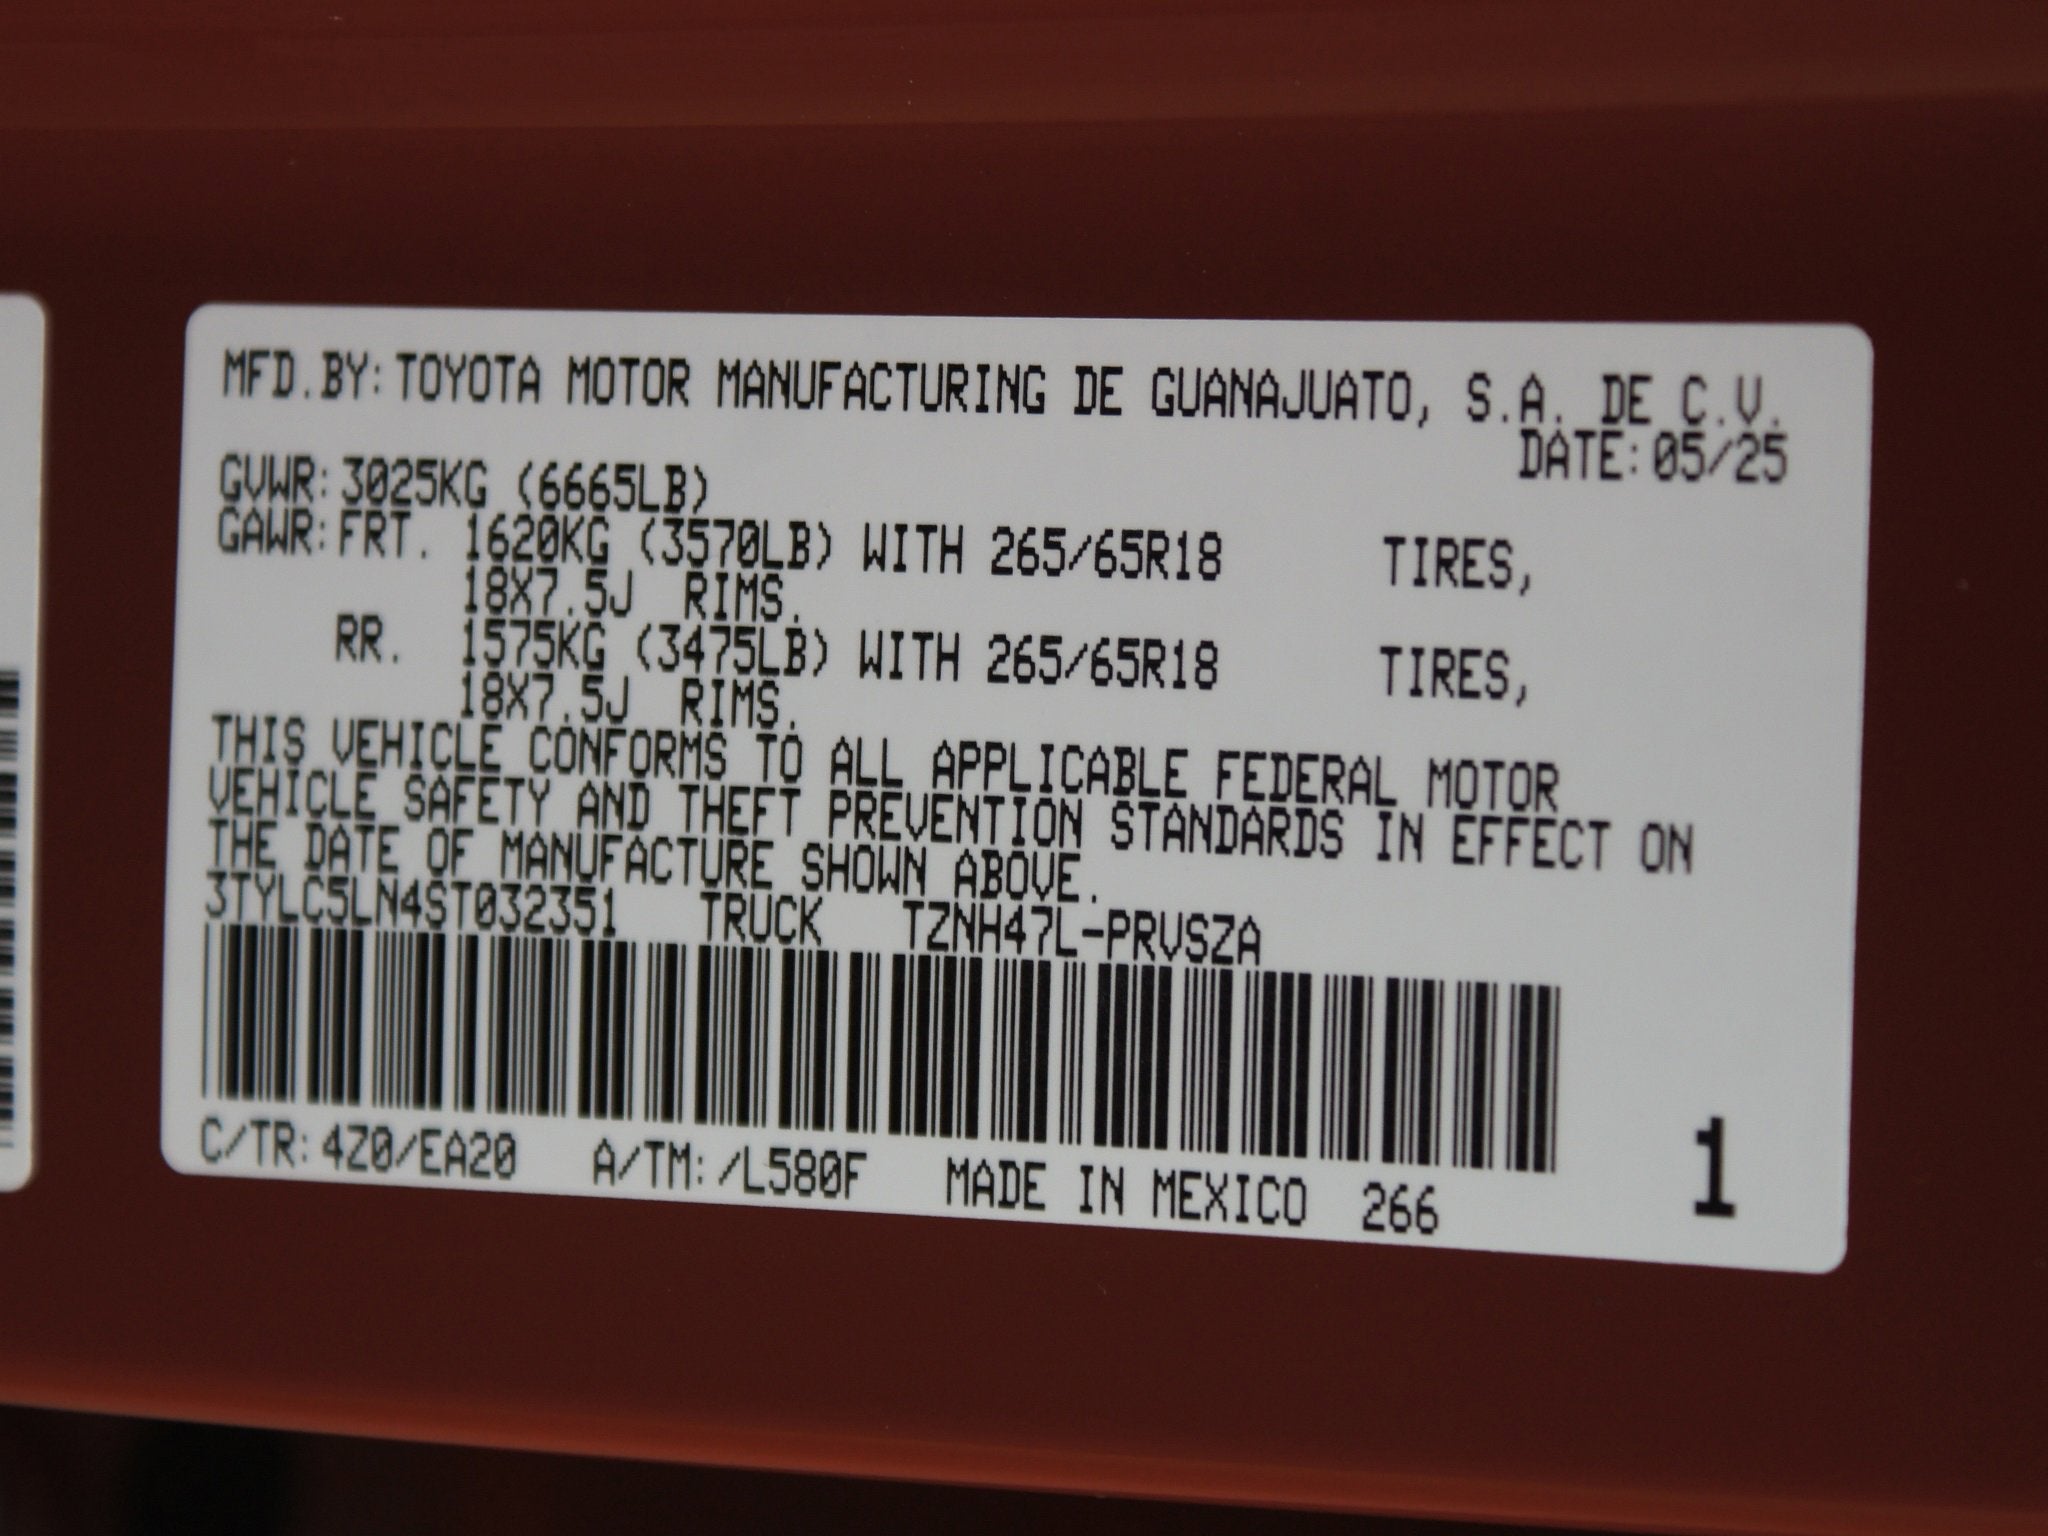 MFD.BY:TOYOTA MOTOR MANUFACTURING DE GUANAJUATO, S.A. DE C.V.
DATE:05/25
GVWR:3025KG (6665LB)
GAWR:FRT. 1620KG (3570LB) WITH 265/65R18 TIRES,
18X7.5J RIMS.
RR. 1575KG (3475LB) WITH 265/65R18 TIRES,
18X7.5J RIMS.
THIS VEHICLE CONFORMS TO ALL APPLICABLE FEDERAL MOTOR
VEHICLE SAFETY AND THEFT PREVENTION STANDARDS IN EFFECT ON
THE DATE OF MANUFACTURE SHOWN ABOVE.
3TYLC5LN4ST032351 TRUCK TZNH47L-PRVSZA
C/TR:4Z0/EA20 A/TM:/L580F MADE IN MEXICO 266
1